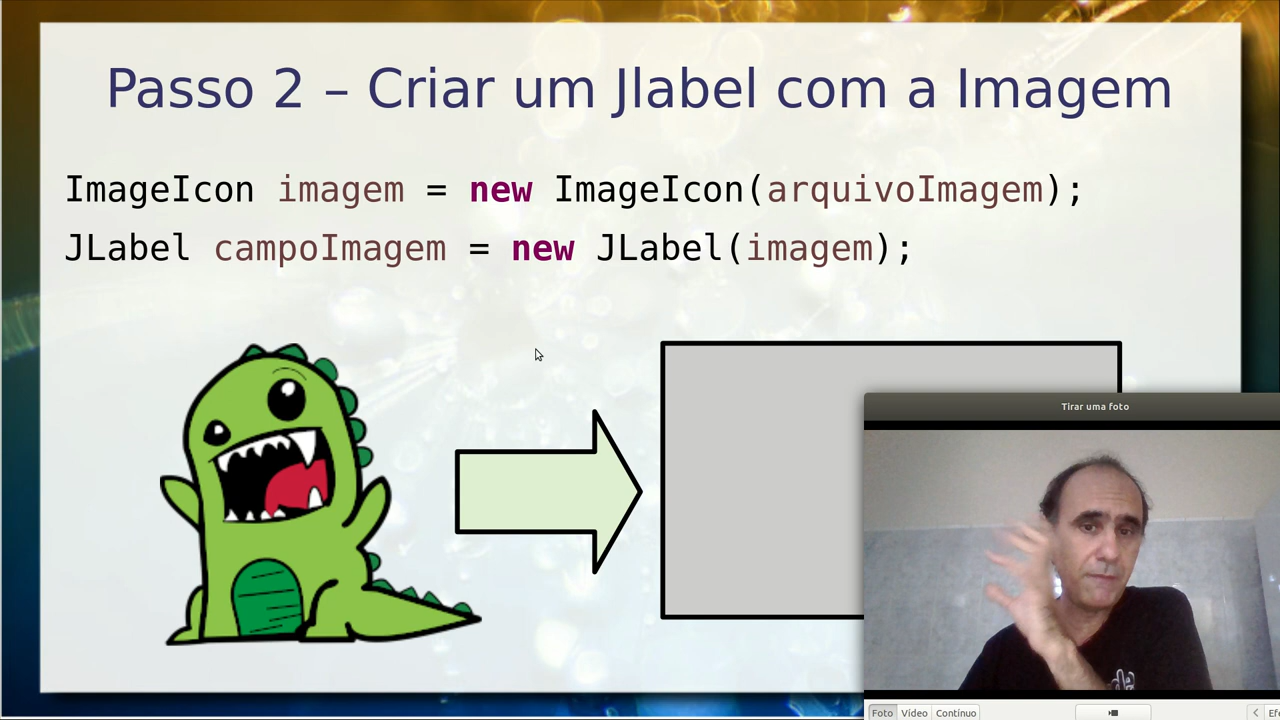 Passo 2 – Criar um Jlabel com a Imagem
ImageIcon imagem = new ImageIcon(arquivoImagem);
JLabel campoImagem = new JLabel(imagem);
Tirar uma foto
Foto Vídeo Contínuo